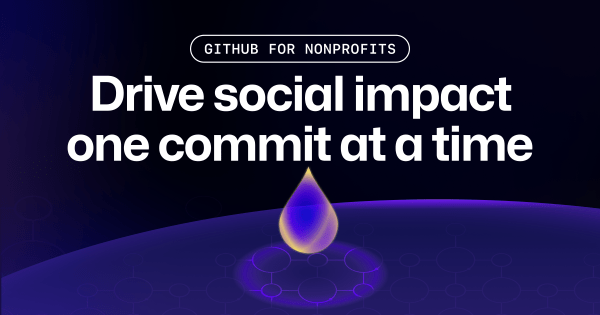 GITHUB FOR NONPROFITS
Drive social impact
one commit at a time